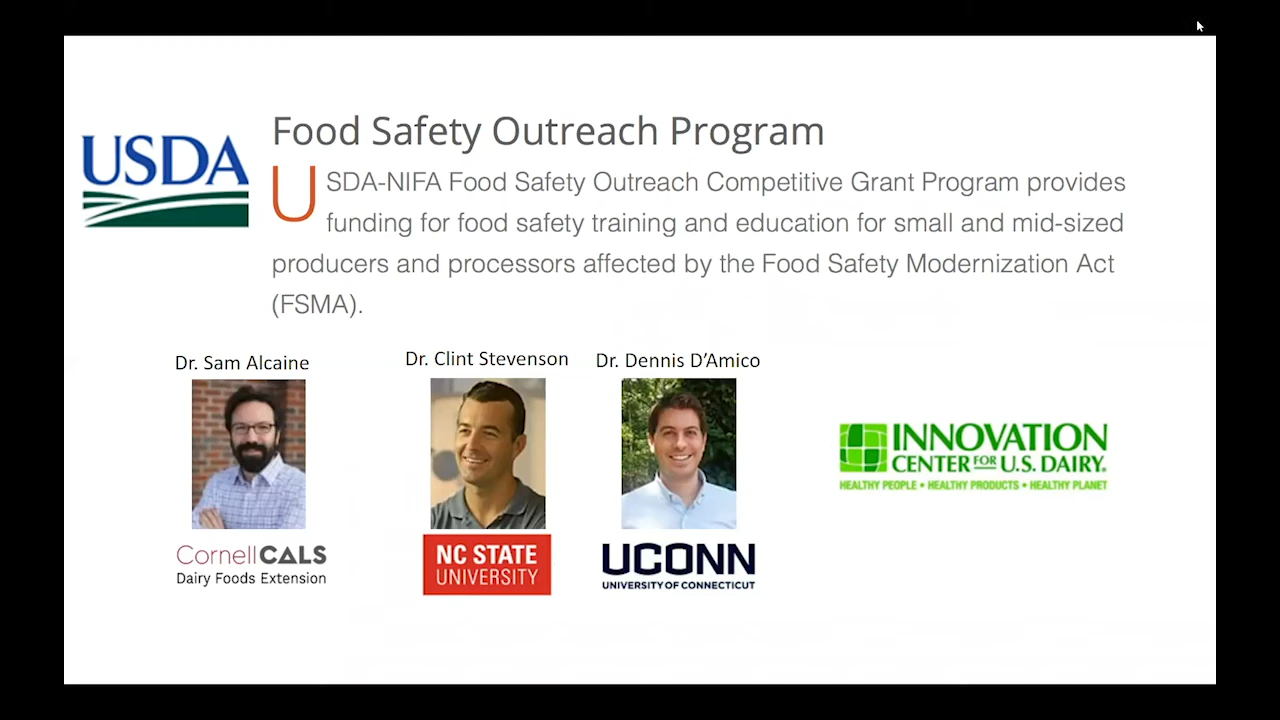 USDA
Food Safety Outreach Program
USDA-NIFA Food Safety Outreach Competitive Grant Program provides
funding for food safety training and education for small and mid-sized
producers and processors affected by the Food Safety Modernization Act
(FSMA).
Dr. Sam Alcaine
Dr. Clint Stevenson
Dr. Dennis D’Amico
CornellCALS
Dairy Foods Extension
NC STATE
UNIVERSITY
UCONN
UNIVERSITY OF CONNECTICUT
INNOVATION
CENTER FOR U.S. DAIRY®
HEALTHY PEOPLE • HEALTHY PRODUCTS • HEALTHY PLANET